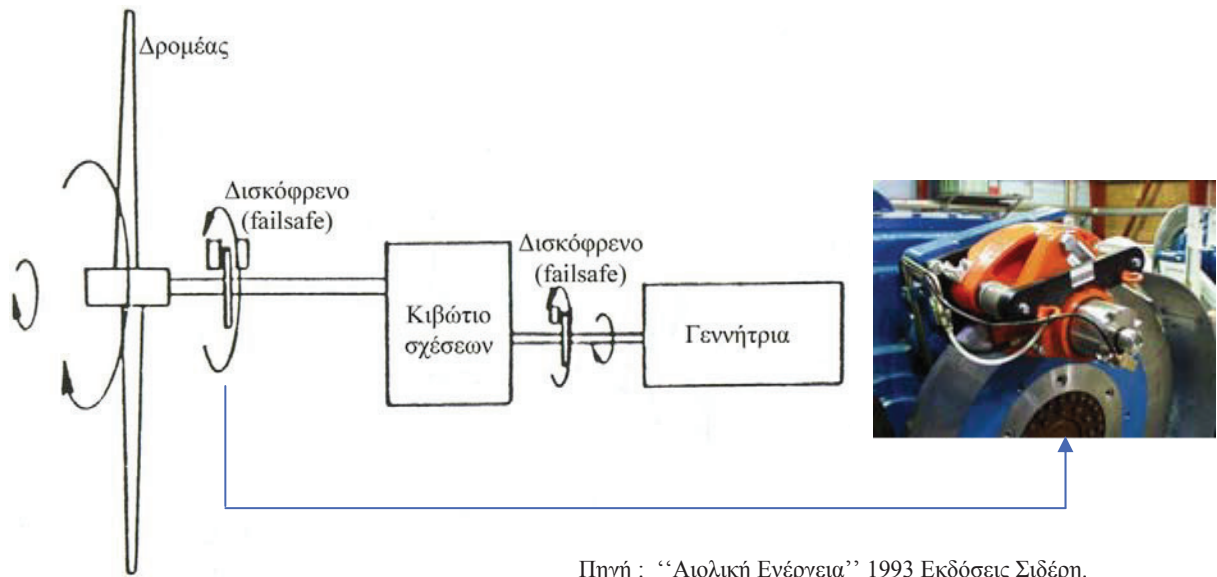 Δρομέας
Δισκόφρενο
(failsafe)
Δισκόφρενο
(failsafe)
Κιβώτιο
σχέσεων
Γεννήτρια
Πηγή : ‘‘Αιολική Ενέργεια’’ 1993 Εκδόσεις Σιδέρη.